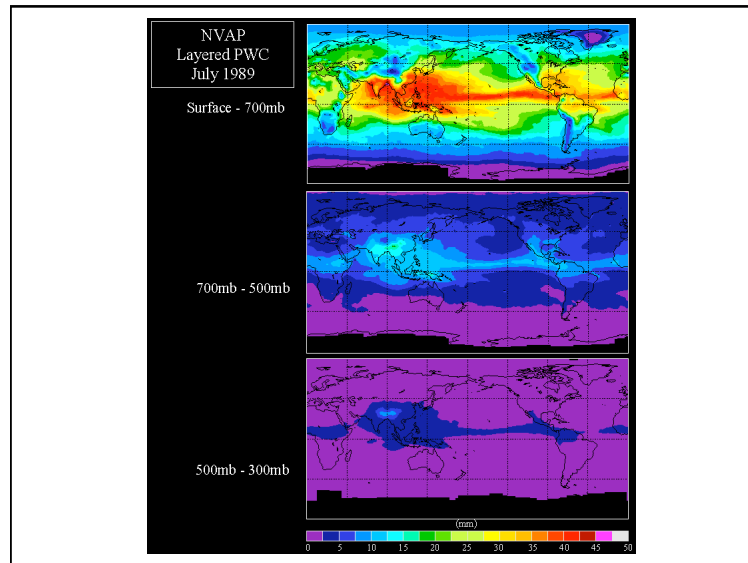 NVAP
Layered PWC
July 1989
Surface - 700mb
700mb - 500mb
500mb - 300mb
(mm)
0 5 10 15 20 25 30 35 40 45 50